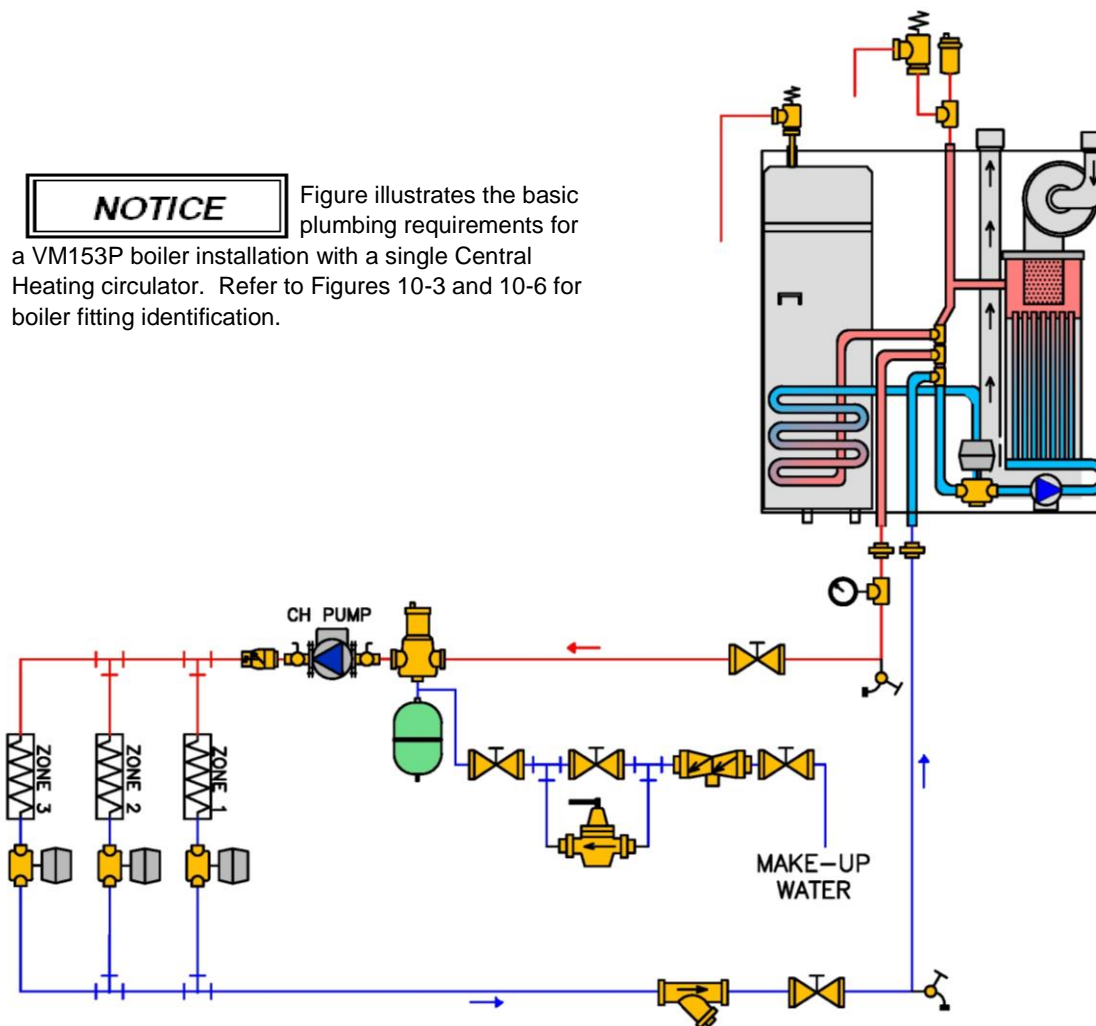 NOTICE Figure illustrates the basic
plumbing requirements for
a VM153P boiler installation with a single Central
Heating circulator. Refer to Figures 10-3 and 10-6 for
boiler fitting identification.
CH PUMP
ZONE 3
ZONE 2
ZONE 1
MAKE-UP
WATER